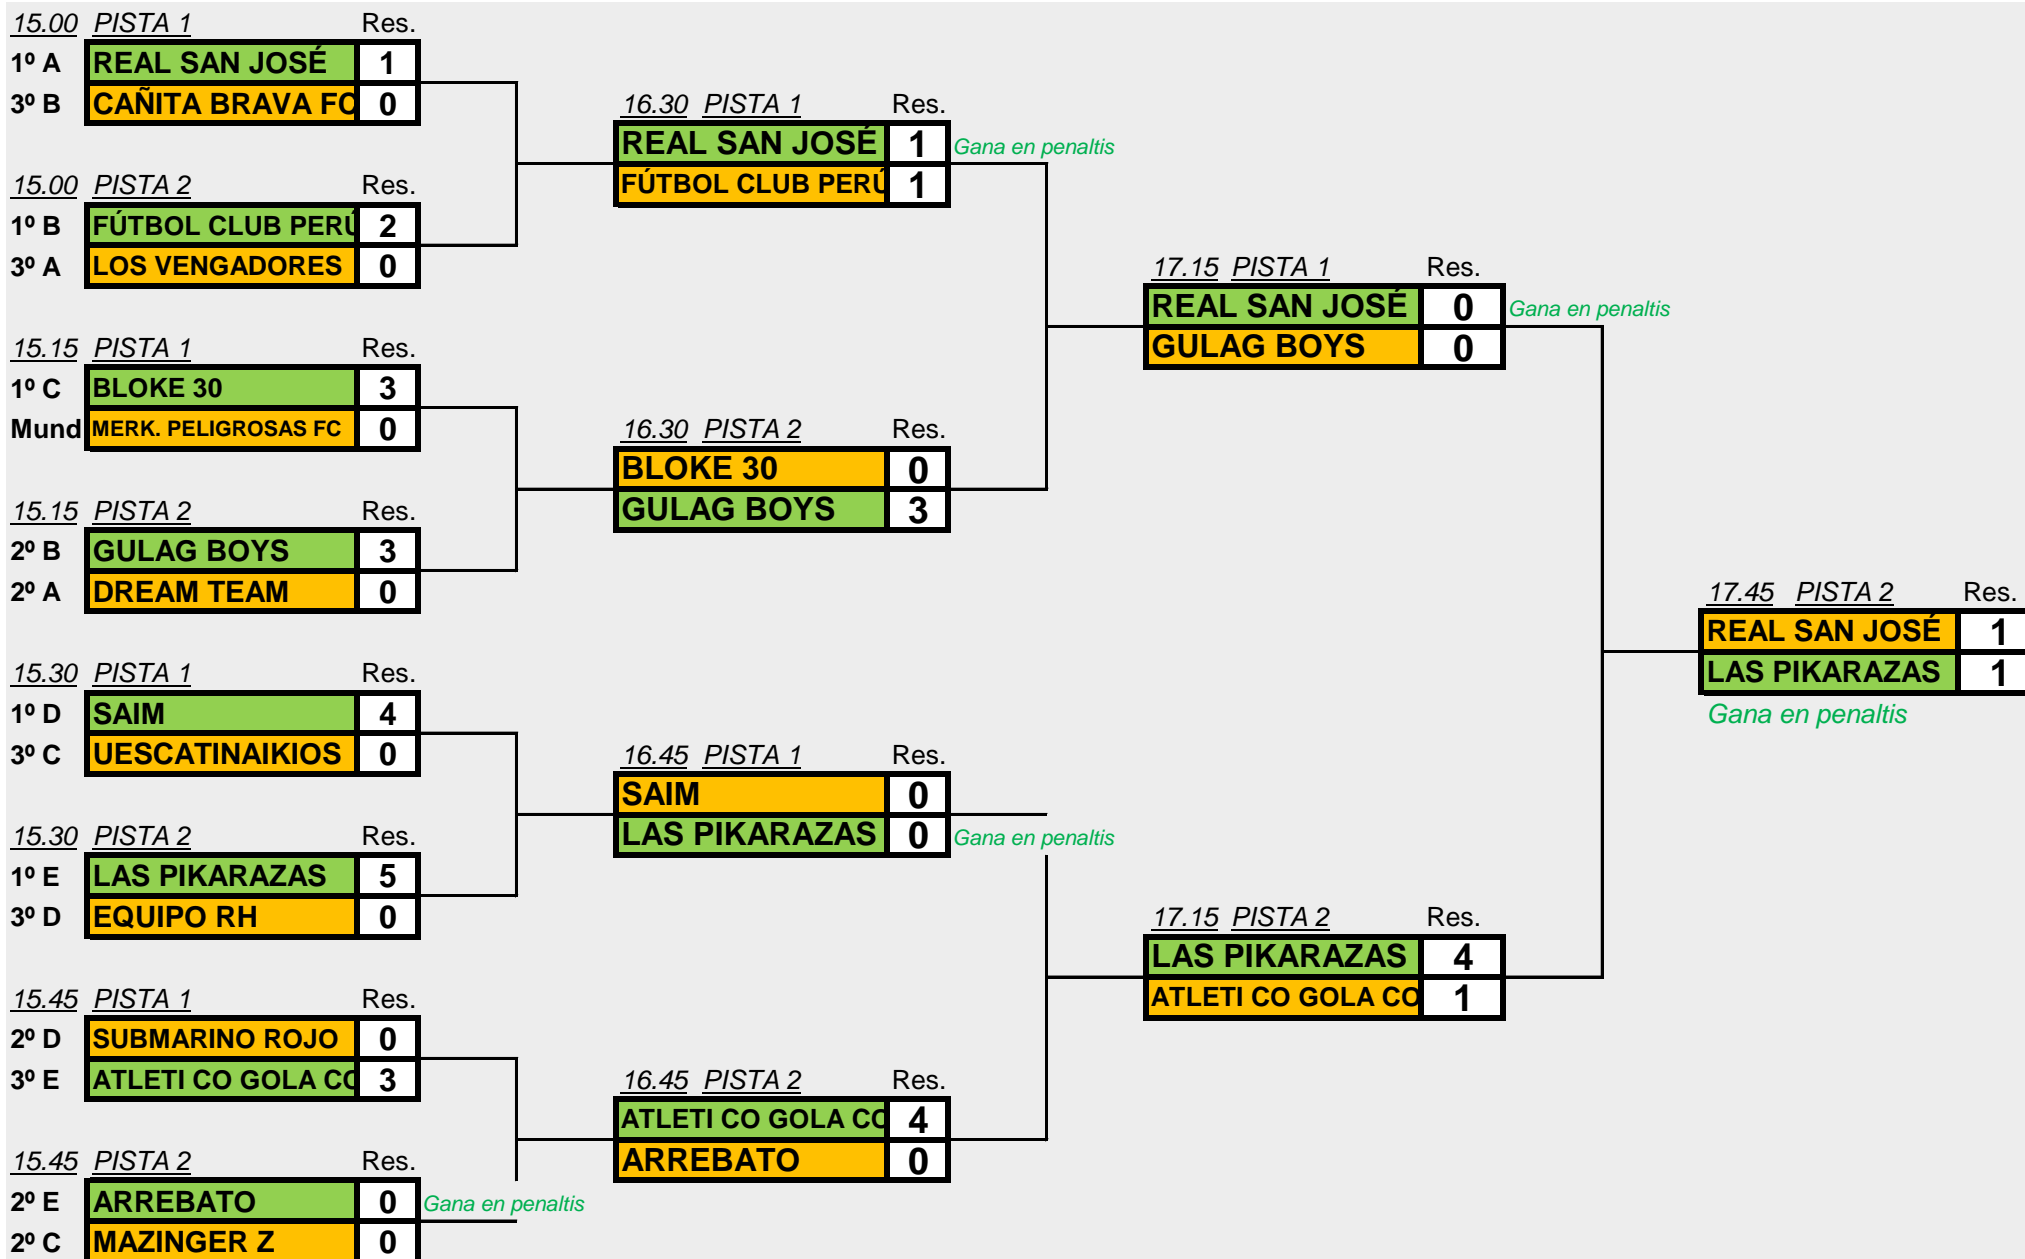 15.00 PISTA 1 Res.
1º A REAL SAN JOSÉ 1
3º B CAÑITA BRAVA FC 0
15.00 PISTA 2 Res.
1º B FÚTBOL CLUB PERÚ 2
3º A LOS VENGADORES 0
15.15 PISTA 1 Res.
1º C BLOKE 30 3
Mund MERK. PELIGROSAS FC 0
15.15 PISTA 2 Res.
2º B GULAG BOYS 3
2º A DREAM TEAM 0
15.30 PISTA 1 Res.
1º D SAIM 4
3º C UESCATINAIKIOS 0
15.30 PISTA 2 Res.
1º E LAS PIKARAZAS 5
3º D EQUIPO RH 0
15.45 PISTA 1 Res.
2º D SUBMARINO ROJO 0
3º E ATLETI CO GOLA CO 3
15.45 PISTA 2 Res.
2º E ARREBATO 0 Gana en penaltis
2º C MAZINGER Z 0
16.30 PISTA 1 Res.
REAL SAN JOSÉ 1 Gana en penaltis
FÚTBOL CLUB PERÚ 1
16.30 PISTA 2 Res.
BLOKE 30 0
GULAG BOYS 3
16.45 PISTA 1 Res.
SAIM 0
LAS PIKARAZAS 0 Gana en penaltis
16.45 PISTA 2 Res.
ATLETI CO GOLA CO 4
ARREBATO 0
17.15 PISTA 1 Res.
REAL SAN JOSÉ 0 Gana en penaltis
GULAG BOYS 0
17.15 PISTA 2 Res.
LAS PIKARAZAS 4
ATLETI CO GOLA CO 1
17.45 PISTA 2 Res.
REAL SAN JOSÉ 1
LAS PIKARAZAS 1
Gana en penaltis